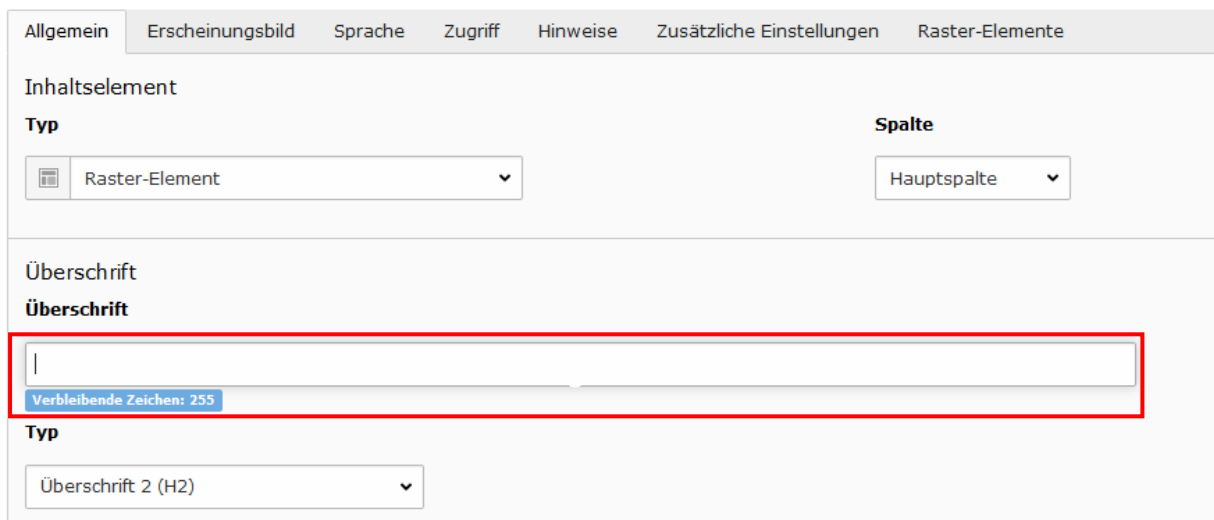 Allgemein Erscheinungsbild Sprache Zugriff Hinweise Zusätzliche Einstellungen Raster-Elemente
Inhaltselement
Typ Spalte
Raster-Element Hauptspalte
Überschrift
Überschrift
Verbleibende Zeichen: 255
Typ
Überschrift 2 (H2)